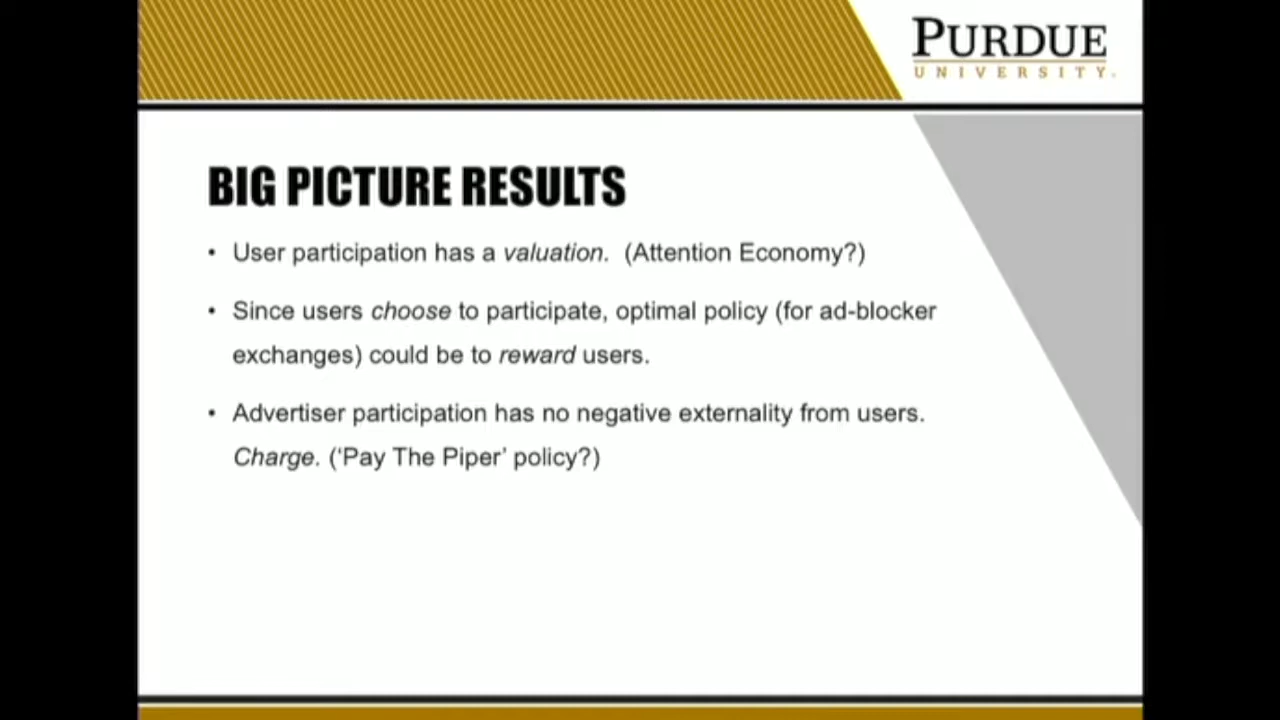 PURDUE
UNIVERSITY.
BIG PICTURE RESULTS
• User participation has a valuation. (Attention Economy?)
• Since users choose to participate, optimal policy (for ad-blocker
exchanges) could be to reward users.
• Advertiser participation has no negative externality from users.
Charge. (‘Pay The Piper’ policy?)